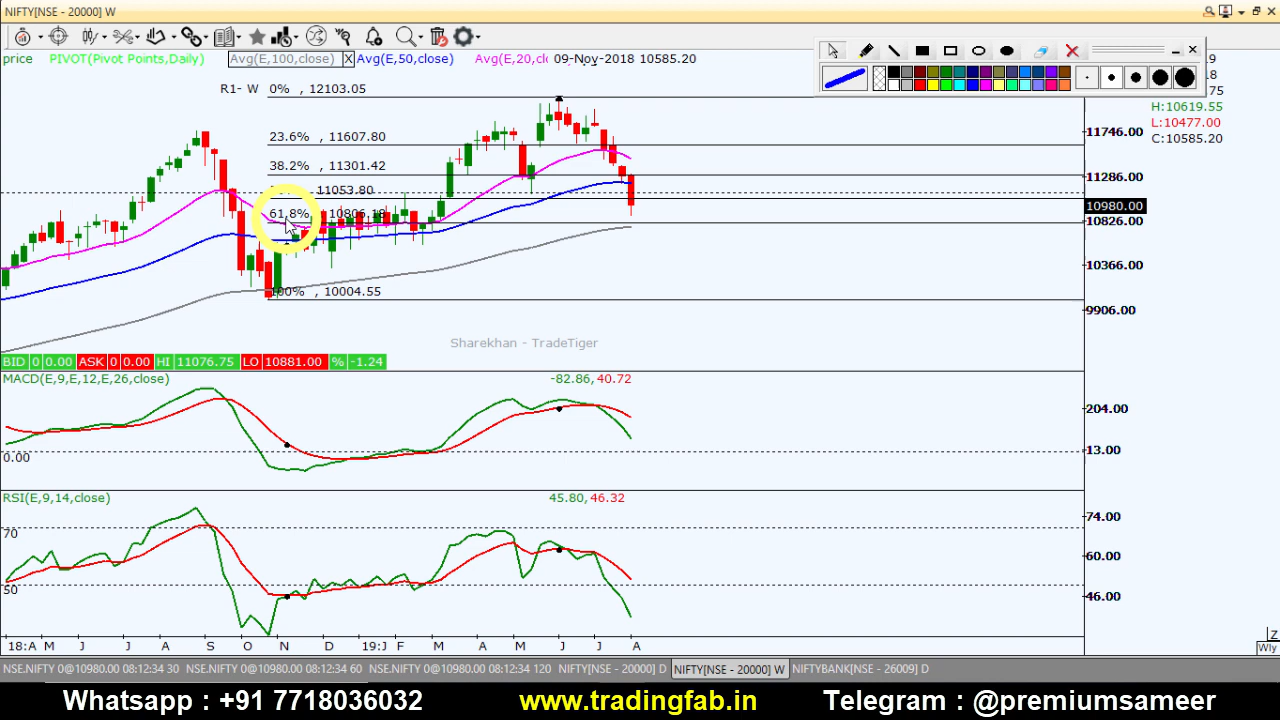 NIFTY[NSE - 20000] W
price PIVOT(Pivot Points,Daily) Avg(E,100,close) X Avg(E,50,close) Avg(E,20,cl 09-Nov-2018 10585.20
H:10619.55
L:10477.00
C:10585.20
R1- W 0% , 12103.05
23.6% , 11607.80
38.2% , 11301.42
11053.80
61.8% , 10806.18
100% , 10004.55
11746.00
11286.00
10980.00
10826.00
10366.00
9906.00
Sharekhan - TradeTiger
BID 0 0.00 ASK 0 0.00 HI 11076.75 LO 10881.00 % -1.24
MACD(E,9,E,12,E,26,close) -82.86, 40.72
204.00
13.00
0.00
RSI(E,9,14,close) 45.80, 46.32
74.00
70
60.00
50
46.00
18:A M J J A S O N D 19:J F M A M J J A
Z
Wly
NSE.NIFTY 0@10980.00 08:12:34 30 NSE.NIFTY 0@10980.00 08:12:34 60 NSE.NIFTY 0@10980.00 08:12:34 120 NIFTY[NSE - 20000] D NIFTY[NSE - 20000] W NIFTYBANK[NSE - 26009] D
Whatsapp : +91 7718036032 www.tradingfab.in Telegram : @premiumsameer